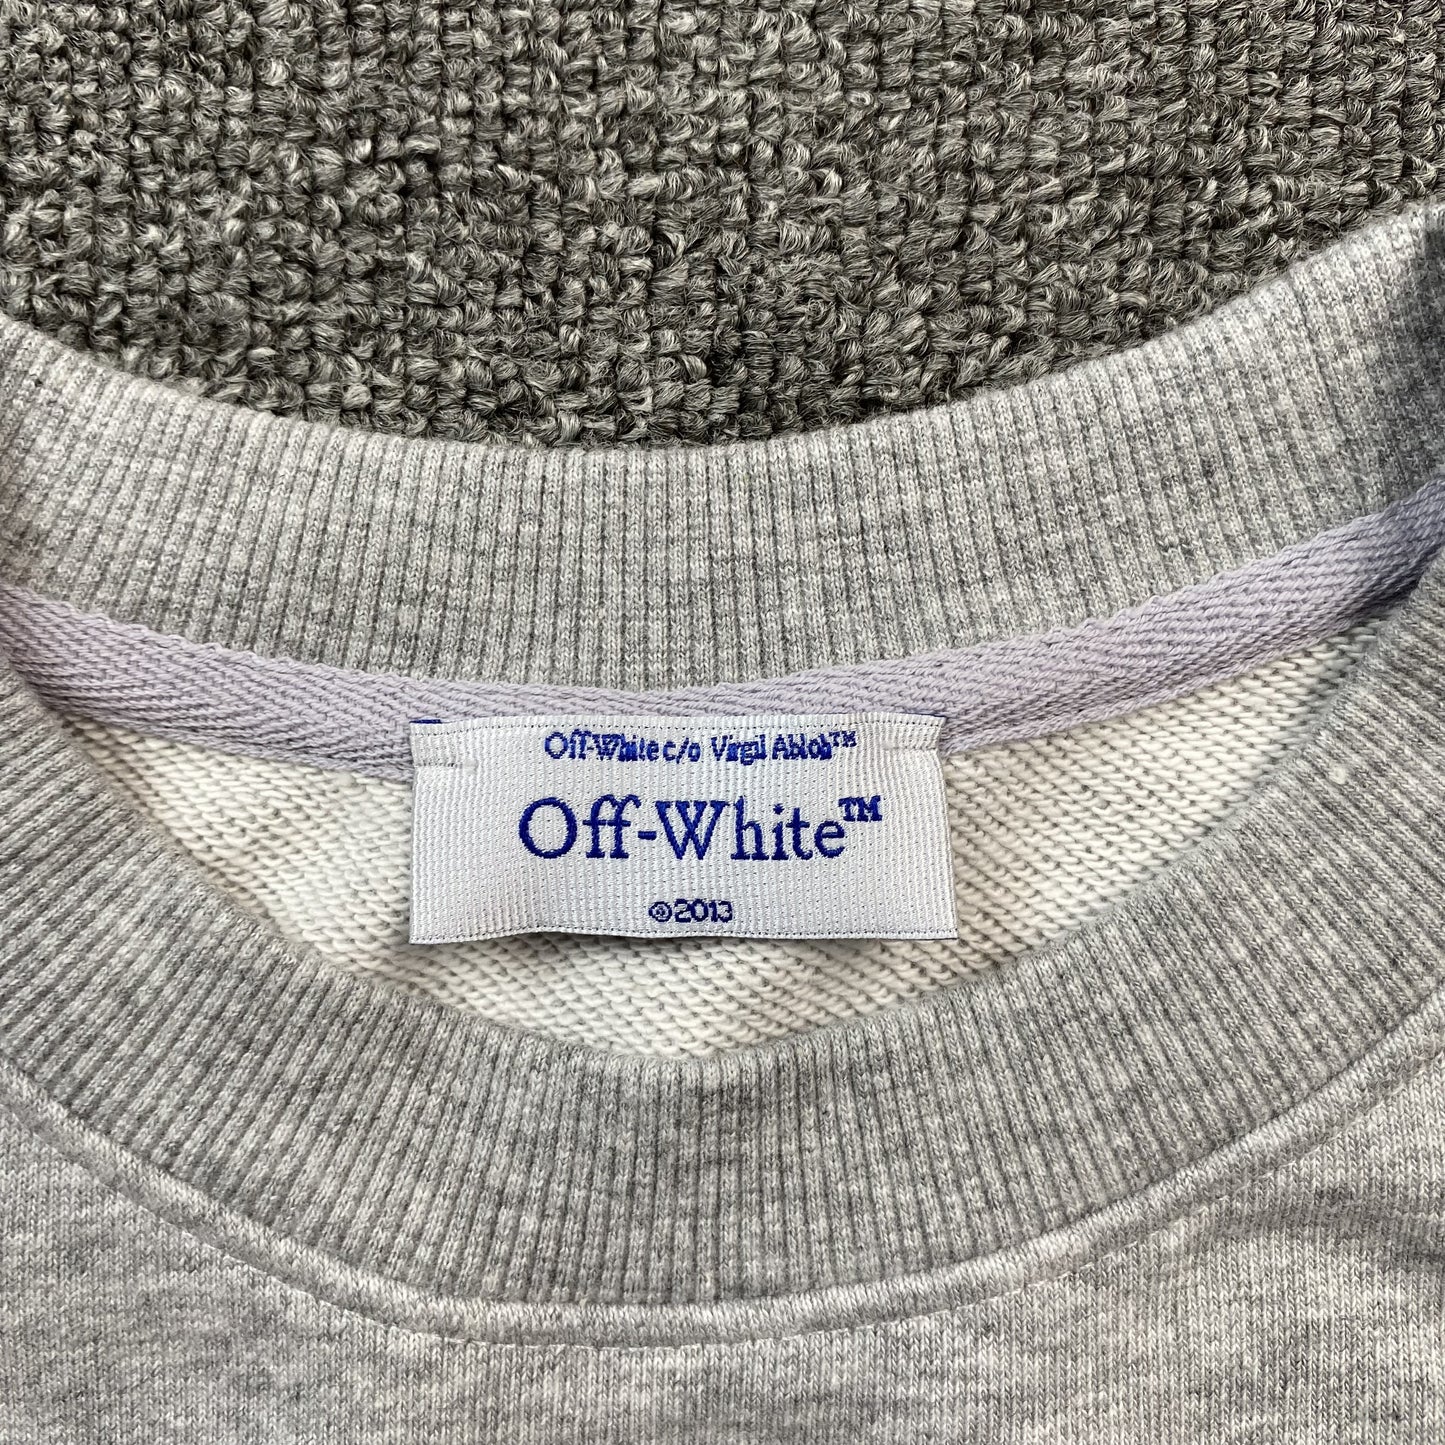 Off-White c/o Virgil Abloh™
Off-White™
©2013